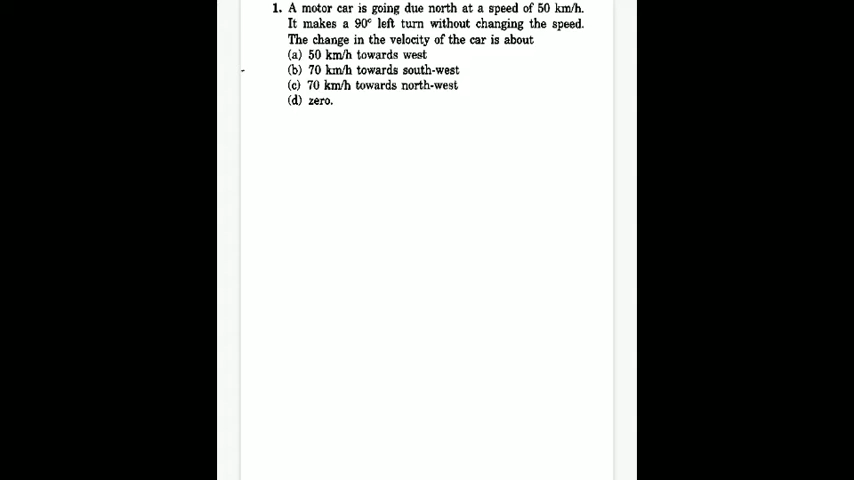 1. A motor car is going due north at a speed of 50 km/h.
It makes a 90° left turn without changing the speed.
The change in the velocity of the car is about
(a) 50 km/h towards west
(b) 70 km/h towards south-west
(c) 70 km/h towards north-west
(d) zero.